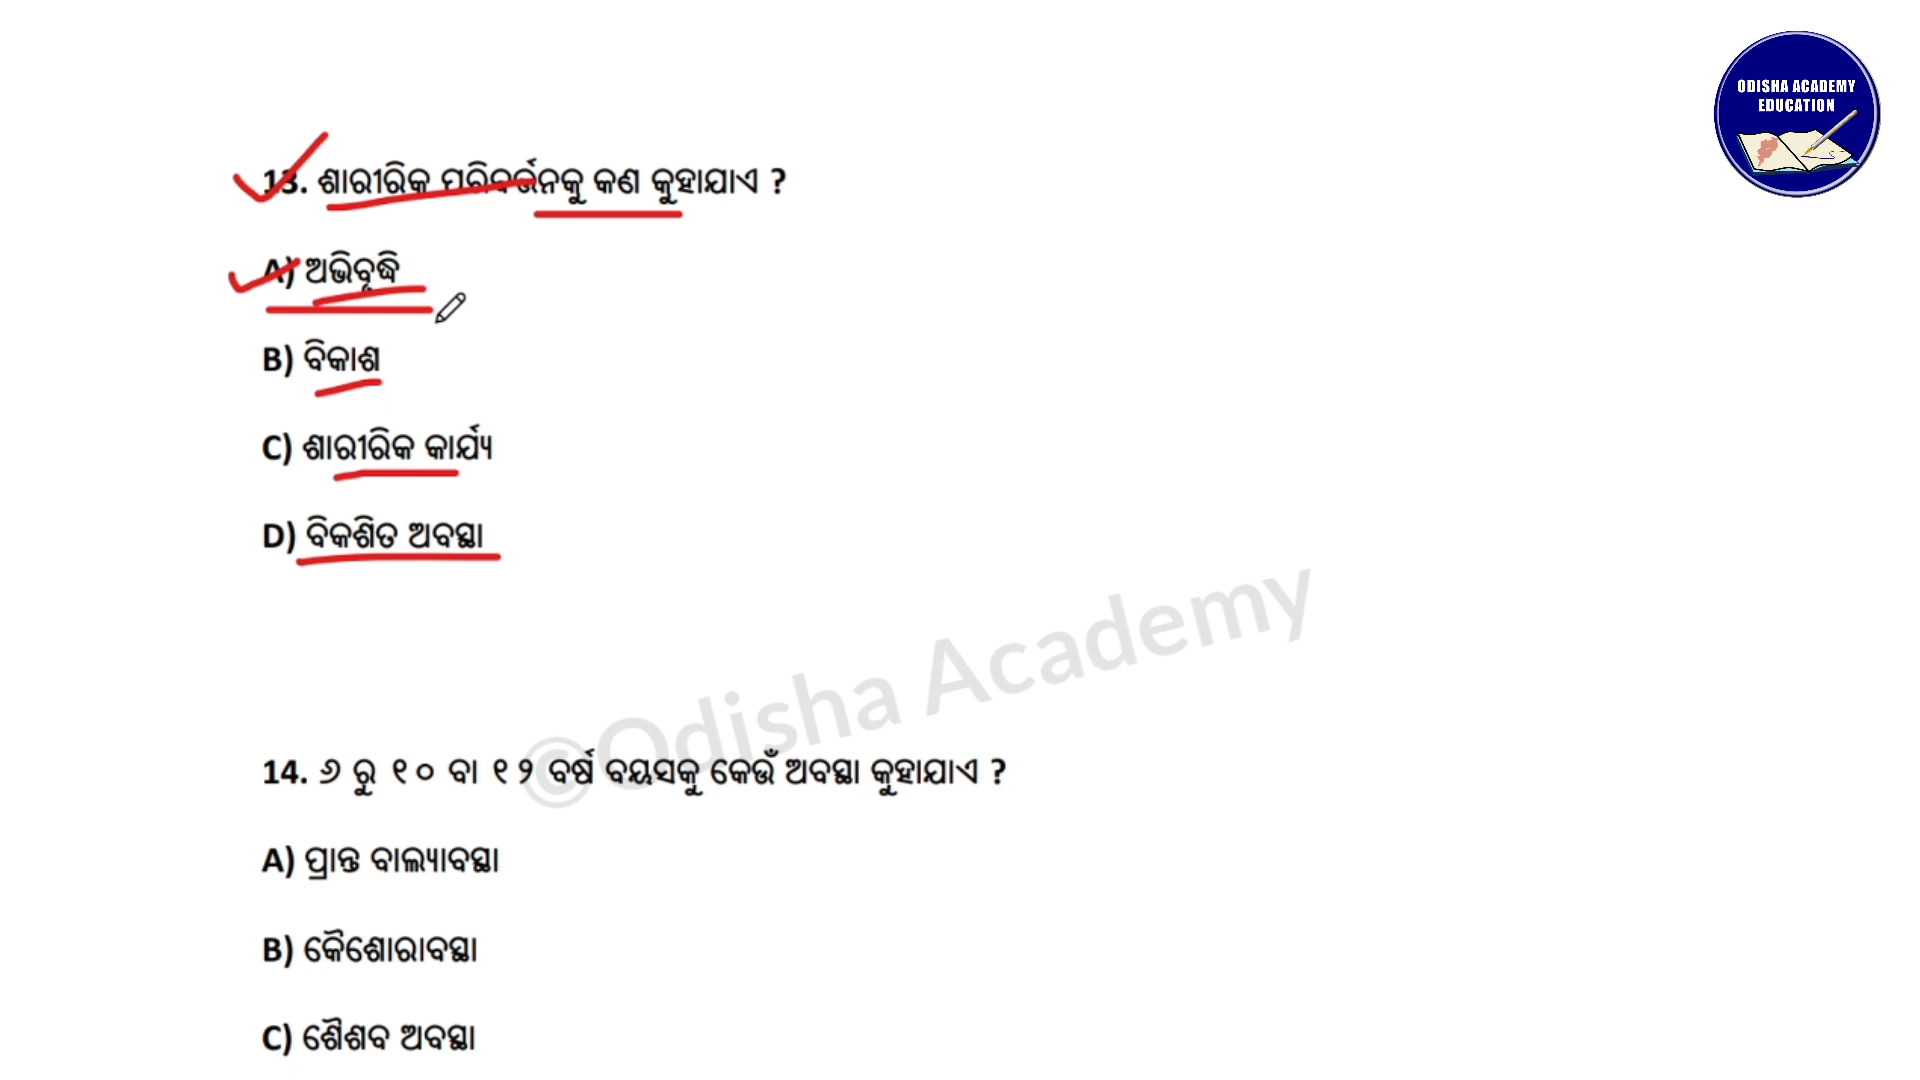 ODISHA ACADEMY
EDUCATION
13. ଶାରୀରିକ ପରିବର୍ତ୍ତନକୁ କଣ କୁହାଯାଏ ?
A) ଅଭିବୃଦ୍ଧି
B) ବିକାଶ
C) ଶାରୀରିକ କାର୍ଯ୍ୟ
D) ବିକଶିତ ଅବସ୍ଥା
©Odisha Academy
14. ୬ ରୁ ୧୦ ବା ୧୨ ବର୍ଷ ବୟସକୁ କେଉଁ ଅବସ୍ଥା କୁହାଯାଏ ?
A) ପ୍ରାନ୍ତ ବାଲ୍ୟାବସ୍ଥା
B) କୈଶୋରାବସ୍ଥା
C) ଶୈଶବ ଅବସ୍ଥା